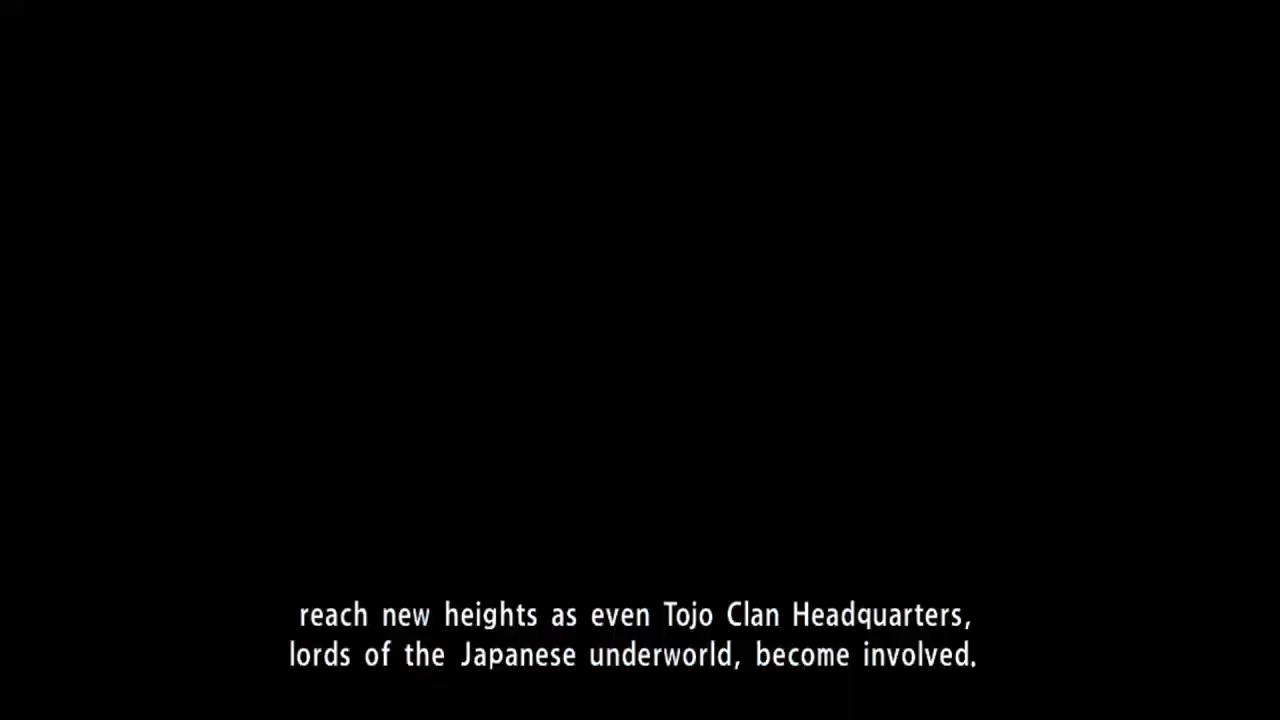 reach new heights as even Tojo Clan Headquarters,
lords of the Japanese underworld, become involved.